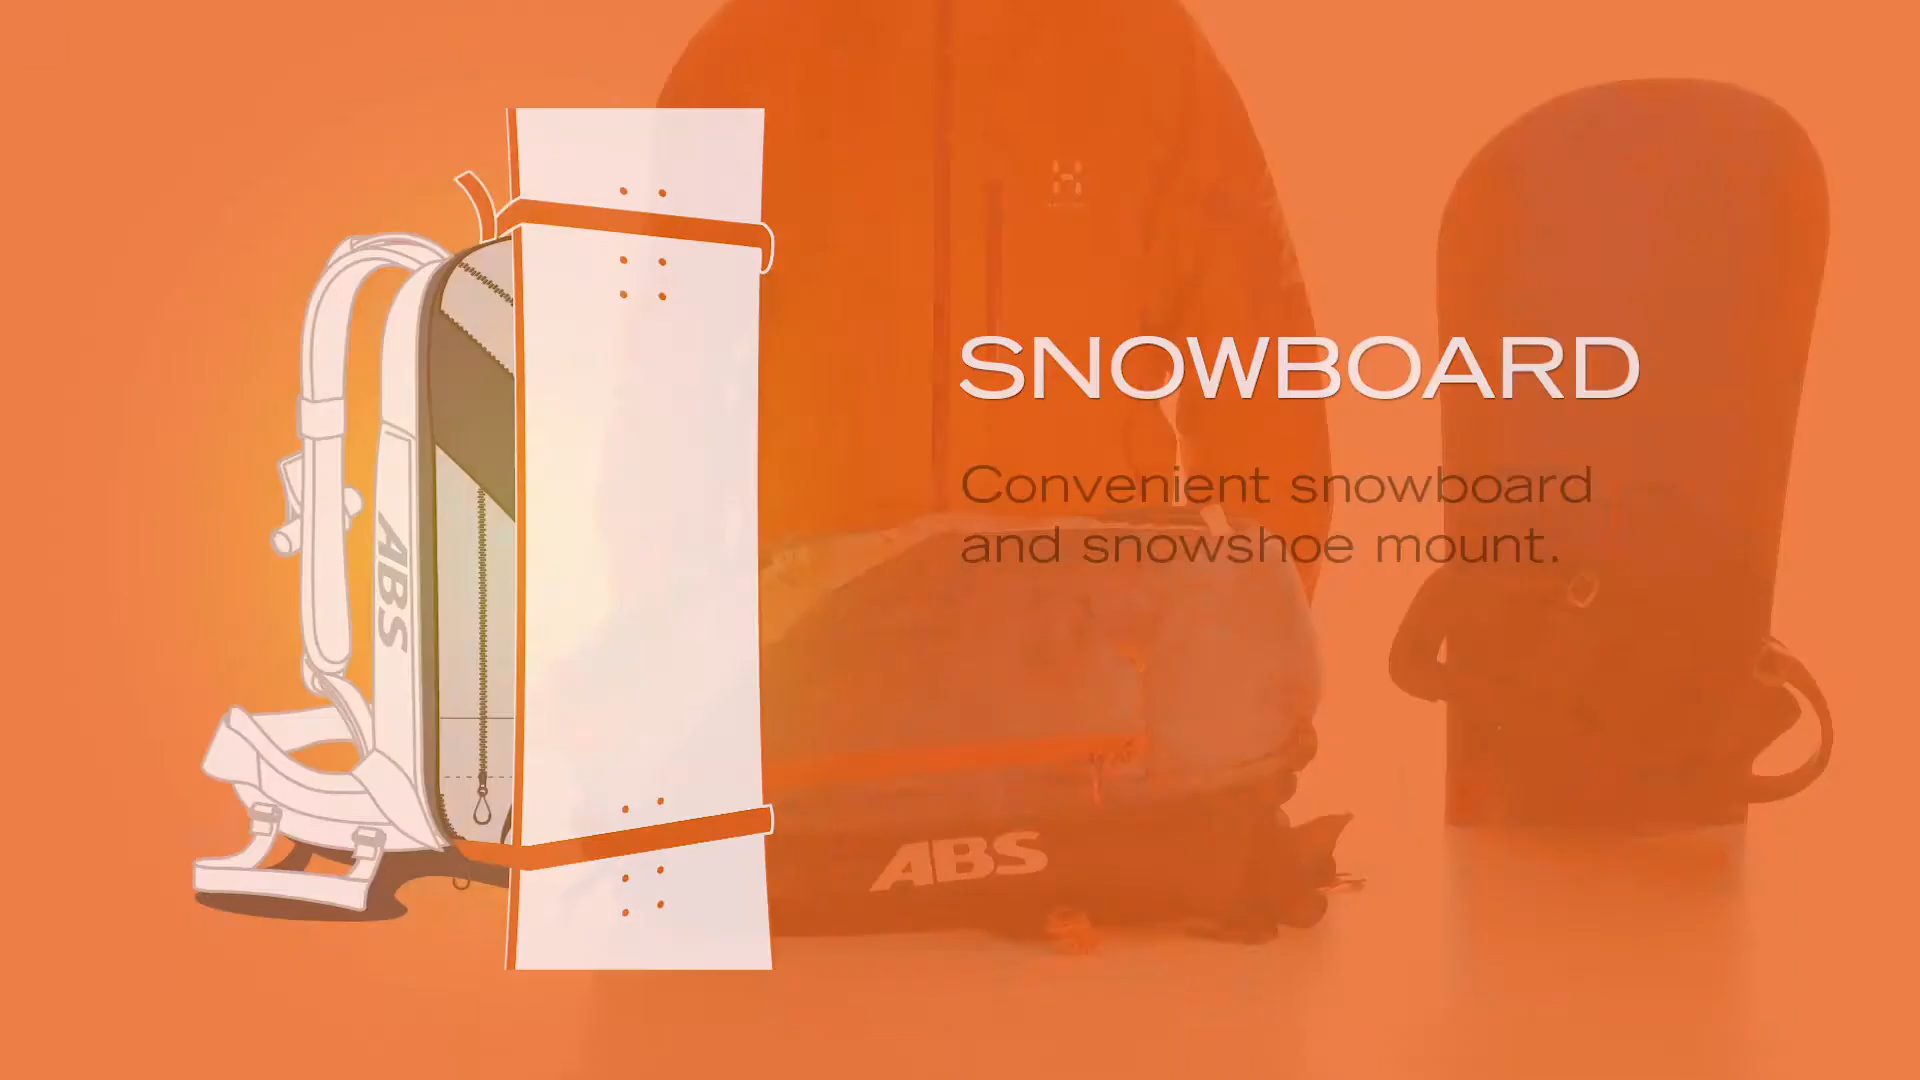 SNOWBOARD
Convenient snowboard
and snowshoe mount.
ABS
ABS